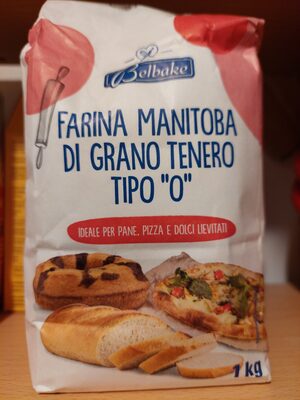 Belbake
FARINA MANITOBA
DI GRANO TENERO
TIPO "0"
IDEALE PER PANE, PIZZA E DOLCI LIEVITATI
1 kg